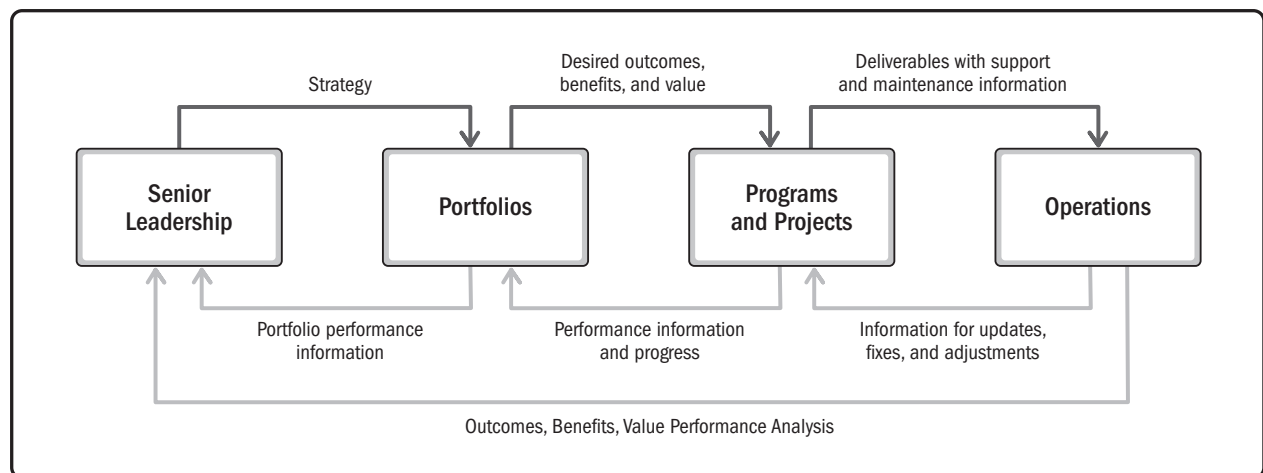 Strategy
Desired outcomes,
benefits, and value
Deliverables with support
and maintenance information
Senior
Leadership
Portfolios
Programs
and Projects
Operations
Portfolio performance
information
Performance information
and progress
Information for updates,
fixes, and adjustments
Outcomes, Benefits, Value Performance Analysis